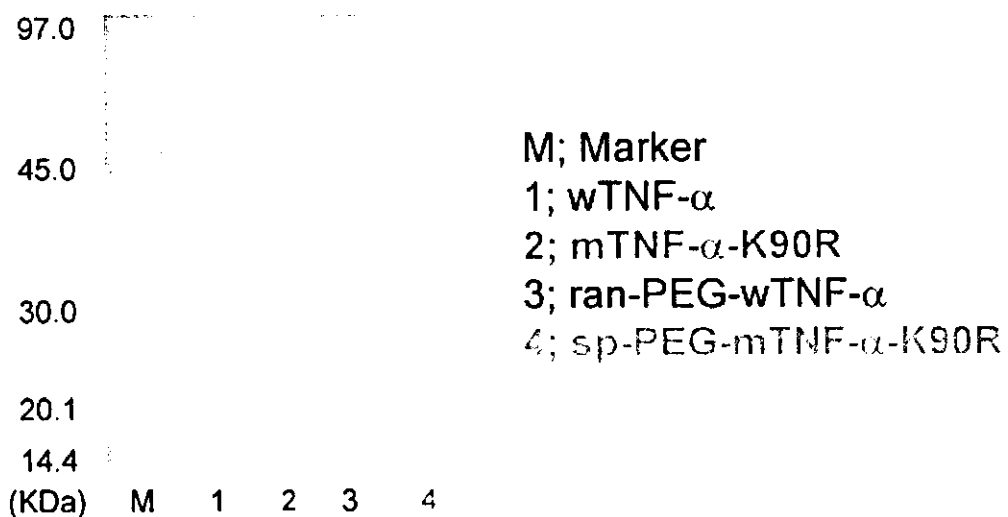 97.0
45.0
30.0
20.1
14.4
(KDa) M 1 2 3 4
M; Marker
1; wTNF-α
2; mTNF-α-K90R
3; ran-PEG-wTNF-α
4; sp-PEG-mTNF-α-K90R